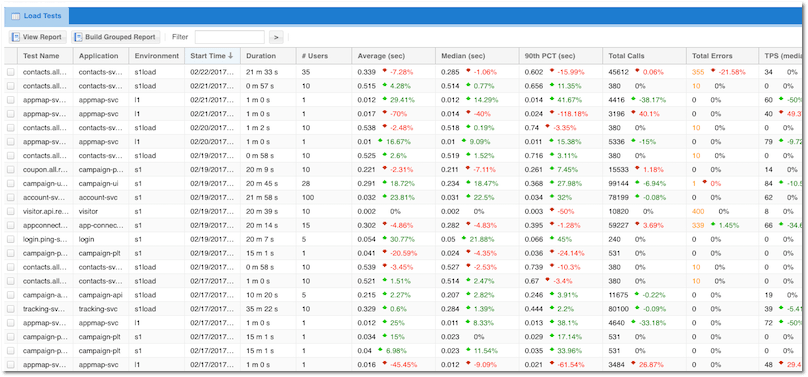 Load Tests
View Report Build Grouped Report Filter >
Test Name Application Environment Start Time Duration # Users Average (sec) Median (sec) 90th PCT (sec) Total Calls Total Errors TPS (media
contacts.all... contacts-sv... s1load 02/22/2017... 21 m 33 s 35 0.339 -7.28% 0.285 -1.06% 0.602 -15.99% 45612 0.06% 355 -21.58% 34 0%
contacts.all... contacts-sv... s1load 02/21/2017... 0 m 57 s 10 0.515 4.28% 0.514 0.77% 0.656 11.35% 380 0% 10 0% 0 0%
appmap-sv... appmap-svc l1 02/21/2017... 1 m 0 s 1 0.012 29.41% 0.012 14.29% 0.014 41.67% 4416 -38.17% 0 0% 60 -50%
appmap-sv... appmap-svc l1 02/21/2017... 1 m 0 s 1 0.017 -70% 0.014 -40% 0.024 -118.18% 3196 40.1% 0 0% 40 49.3
contacts.all... contacts-sv... s1load 02/20/2017... 1 m 2 s 10 0.538 -2.48% 0.518 0.19% 0.74 -3.35% 380 0% 10 0% 0 0%
appmap-sv... appmap-svc l1 02/20/2017... 1 m 0 s 1 0.01 16.67% 0.01 9.09% 0.011 15.38% 5336 -15% 0 0% 79 -9.72
contacts.all... contacts-sv... s1load 02/19/2017... 0 m 58 s 10 0.525 2.6% 0.519 1.52% 0.716 3.11% 380 0% 10 0% 0 0%
coupon.all.r... campaign-p... s1 02/19/2017... 20 m 9 s 10 0.221 -2.31% 0.211 -7.11% 0.261 7.45% 15533 1.18% 0 0% 14 0%
campaign-u... campaign-ui s1 02/19/2017... 20 m 45 s 28 0.291 18.72% 0.234 18.47% 0.368 27.98% 99144 -6.94% 1 0% 84 -10.5
account-sv... account-svc s1 02/19/2017... 21 m 58 s 100 0.032 23.81% 0.031 22.5% 0.034 32% 78199 -0.08% 0 0% 62 0%
visitor.api.re... visitor s1 02/19/2017... 20 m 39 s 10 0.002 0% 0.002 0% 0.003 -50% 10820 0% 400 0% 8 0%
appconnect... app-connec... s1 02/19/2017... 20 m 14 s 15 0.302 -4.86% 0.282 -4.83% 0.395 -1.28% 59227 3.69% 339 1.45% 66 -34.6
login.ping-s... login s1 02/19/2017... 20 m 7 s 5 0.054 30.77% 0.05 21.88% 0.066 45% 240 0% 0 0% 0 0%
campaign-plt campaign-plt s1 02/19/2017... 15 m 1 s 1 0.041 -20.59% 0.024 -4.35% 0.036 -24.14% 531 0% 0 0% 0 0%
contacts.all... contacts-sv... s1load 02/18/2017... 0 m 58 s 10 0.539 -3.45% 0.527 -2.53% 0.739 -10.3% 380 0% 10 0% 0 0%
contacts.all... contacts-sv... s1load 02/17/2017... 1 m 0 s 10 0.521 1.51% 0.514 2.47% 0.67 -3.4% 380 0% 10 0% 0 0%
campaign-a... campaign-api s1 02/17/2017... 10 m 20 s 5 0.215 2.27% 0.207 2.82% 0.246 3.91% 11675 -0.22% 0 0% 19 0%
tracking-sv... tracking-svc s1load 02/17/2017... 35 m 22 s 10 0.309 0.6% 0.284 1.39% 0.444 2.2% 80100 -0.09% 0 0% 39 -5.41
appmap-sv... appmap-svc l1 02/17/2017... 1 m 0 s 1 0.012 25% 0.011 8.33% 0.013 38.1% 4640 -33.18% 0 0% 72 -50%
campaign-plt campaign-plt s1 02/17/2017... 15 m 1 s 1 0.034 15% 0.023 0% 0.029 17.14% 531 0% 0 0% 0 0%
campaign-plt campaign-plt s1 02/17/2017... 15 m 1 s 1 0.04 6.98% 0.023 11.54% 0.035 33.96% 531 0% 0 0% 0 0%
appmap-sv... appmap-svc l1 02/17/2017... 1 m 0 s 1 0.016 -45.45% 0.012 -9.09% 0.021 -61.54% 3484 26.87% 0 0% 48 29.4